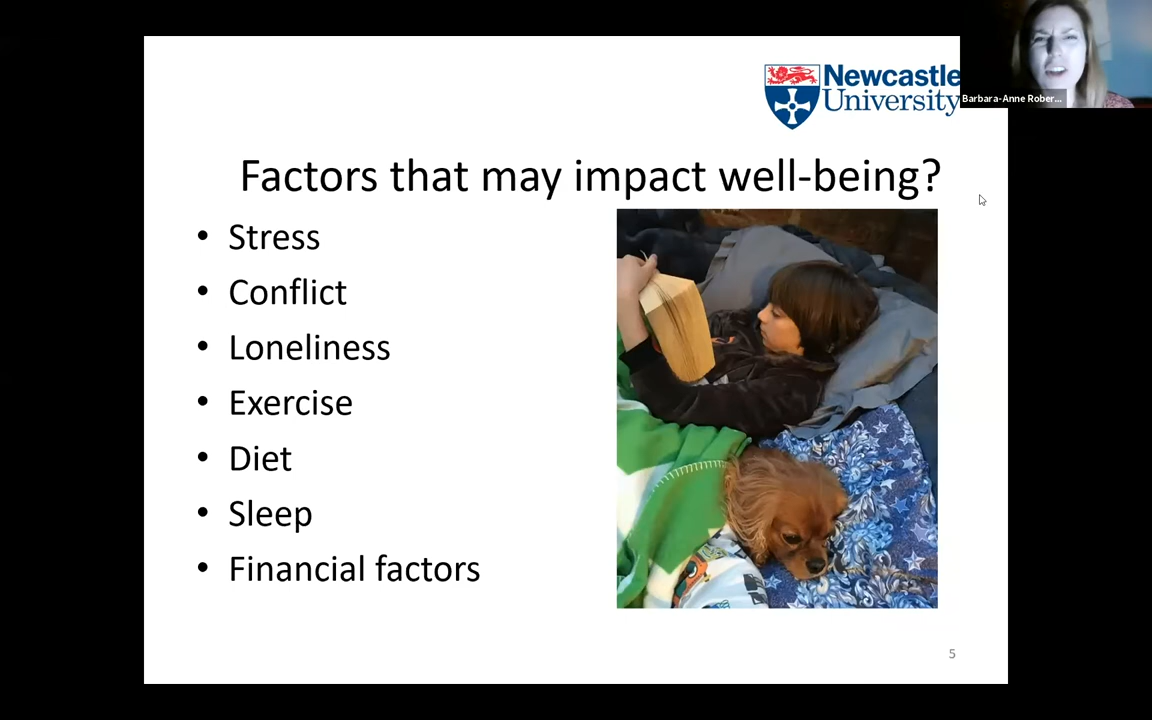 Newcastle
University
Barbara-Anne Rober...
Factors that may impact well-being?
• Stress
• Conflict
• Loneliness
• Exercise
• Diet
• Sleep
• Financial factors
5